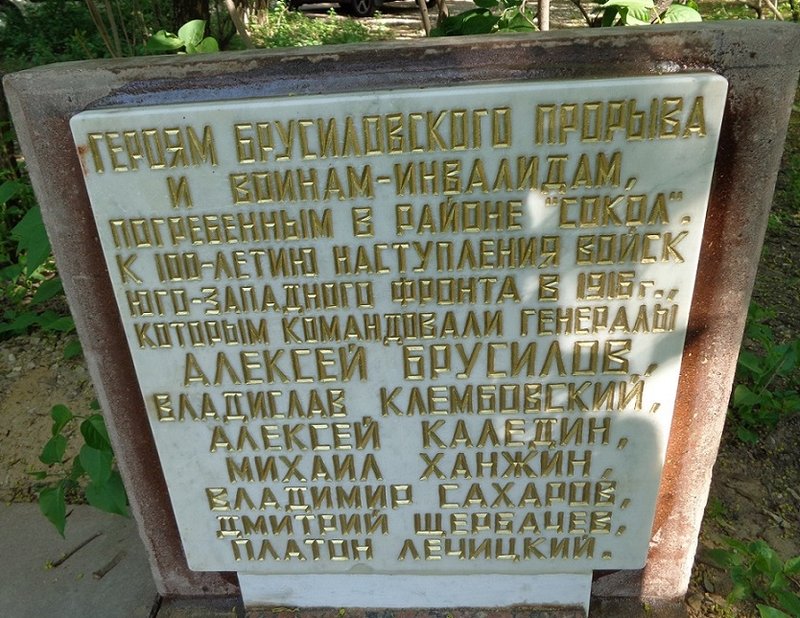 ГЕРОЯМ БРУСИЛОВСКОГО ПРОРЫВА
И ВОИНАМ-ИНВАЛИДАМ,
ПОГРЕБЕННЫМ В РАЙОНЕ "СОКОЛ".
К 100-ЛЕТИЮ НАСТУПЛЕНИЯ ВОЙСК
ЮГО-ЗАПАДНОГО ФРОНТА В 1916 Г.,
КОТОРЫМ КОМАНДОВАЛИ ГЕНЕРАЛЫ
АЛЕКСЕЙ БРУСИЛОВ,
ВЛАДИСЛАВ КЛЕМБОВСКИЙ,
АЛЕКСЕЙ КАЛЕДИН,
МИХАИЛ ХАНЖИН,
ВЛАДИМИР САХАРОВ,
ДМИТРИЙ ЩЕРБАЧЕВ,
ПЛАТОН ЛЕЧИЦКИЙ.